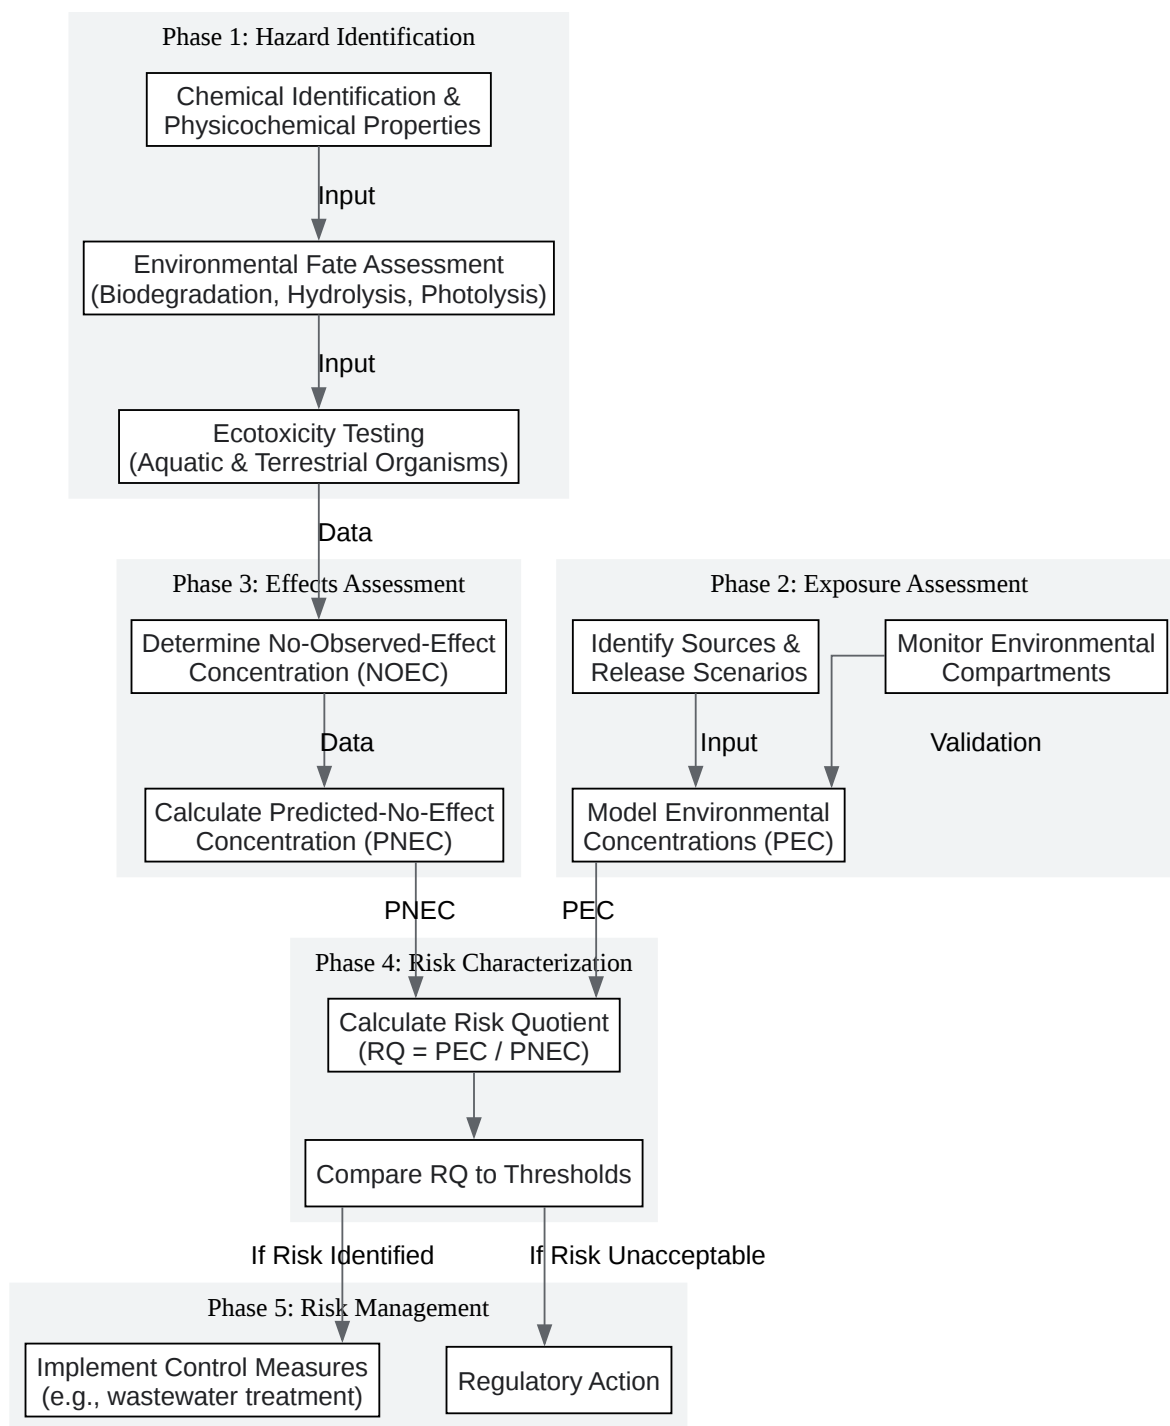 Phase 1: Hazard Identification
Chemical Identification &
Physicochemical Properties
Input
Environmental Fate Assessment
(Biodegradation, Hydrolysis, Photolysis)
Input
Ecotoxicity Testing
(Aquatic & Terrestrial Organisms)
Data
Phase 3: Effects Assessment
Determine No-Observed-Effect
Concentration (NOEC)
Data
Calculate Predicted-No-Effect
Concentration (PNEC)
PNEC
Phase 2: Exposure Assessment
Identify Sources &
Release Scenarios
Monitor Environmental
Compartments
Input
Validation
Model Environmental
Concentrations (PEC)
PEC
Phase 4: Risk Characterization
Calculate Risk Quotient
(RQ = PEC / PNEC)
Compare RQ to Thresholds
If Risk Identified
If Risk Unacceptable
Phase 5: Risk Management
Implement Control Measures
(e.g., wastewater treatment)
Regulatory Action